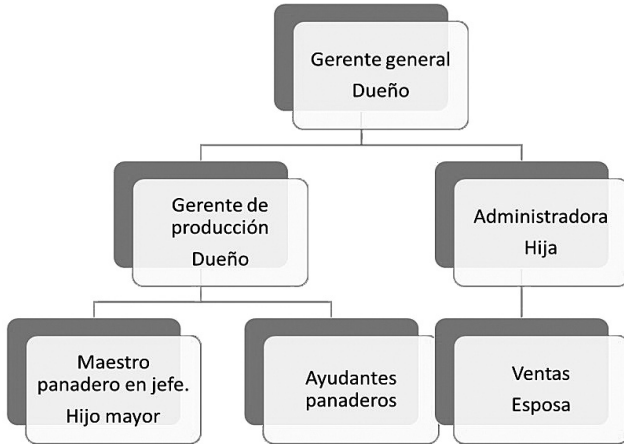 Gerente general
Dueño
Gerente de
producción
Dueño
Administradora
Hija
Maestro
panadero en jefe.
Hijo mayor
Ayudantes
panaderos
Ventas
Esposa